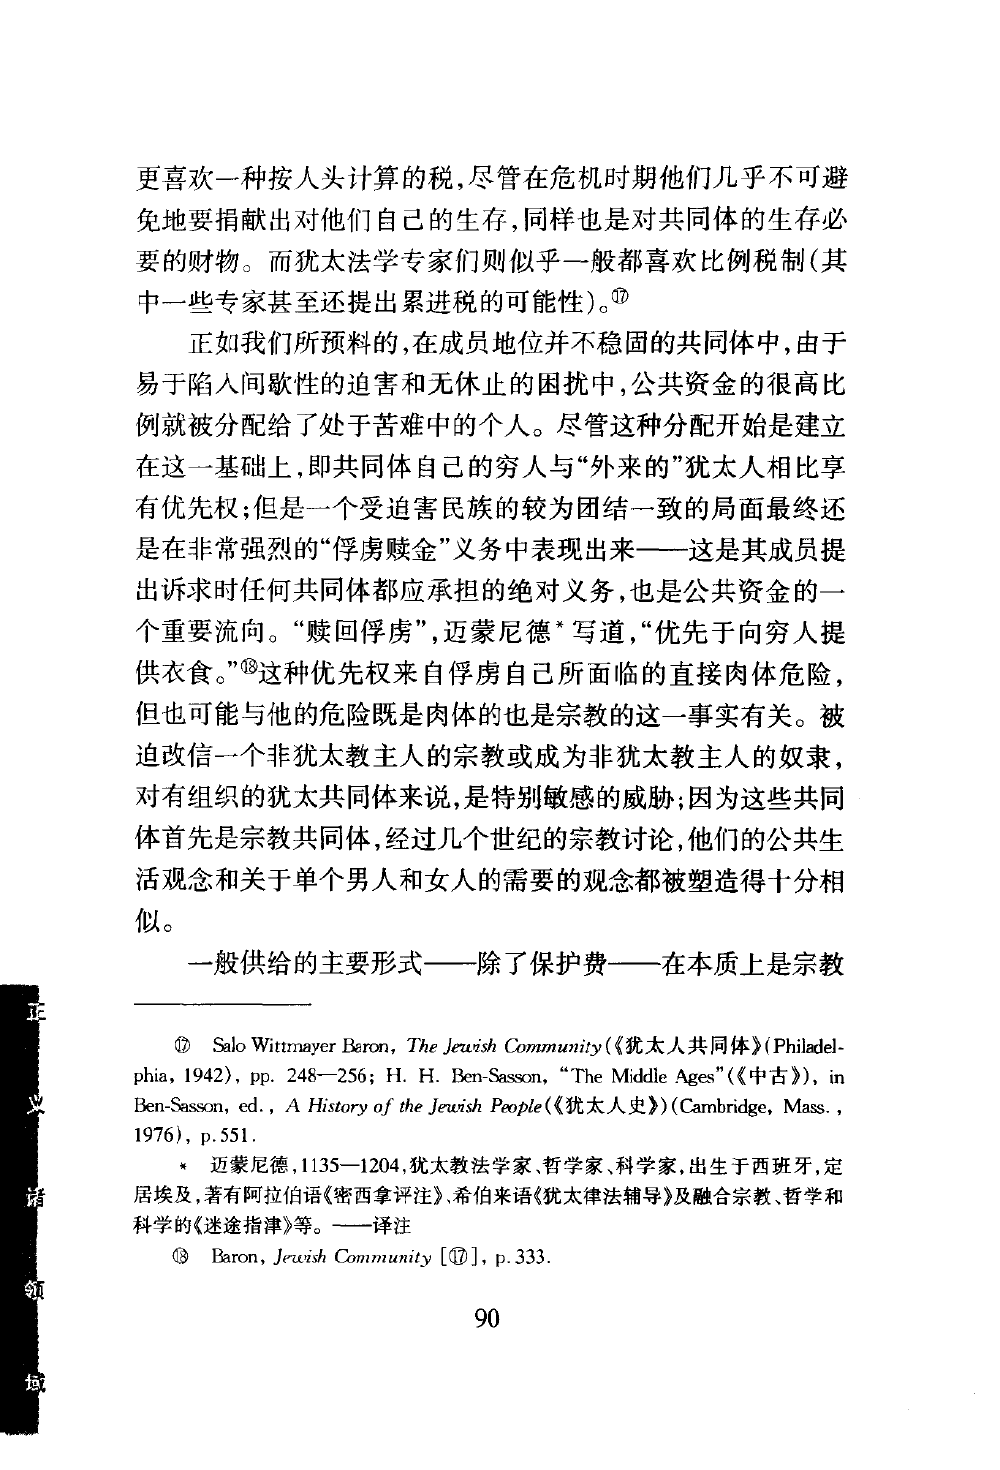 更喜欢一种按人头计算的税,尽管在危机时期他们几乎不可避
免地要捐献出对他们自己的生存,同样也是对共同体的生存必
要的财物。而犹太法学专家们则似乎一般都喜欢比例税制(其
中一些专家甚至还提出累进税的可能性)。⑰
正如我们所预料的,在成员地位并不稳固的共同体中,由于
易于陷入间歇性的迫害和无休止的困扰中,公共资金的很高比
例就被分配给了处于苦难中的个人。尽管这种分配开始是建立
在这一基础上,即共同体自己的穷人与“外来的”犹太人相比享
有优先权;但是一个受迫害民族的较为团结一致的局面最终还
是在非常强烈的“俘虏赎金”义务中表现出来——这是其成员提
出诉求时任何共同体都应承担的绝对义务,也是公共资金的一
个重要流向。“赎回俘虏”,迈蒙尼德*写道,“优先于向穷人提
供衣食。”⑱这种优先权来自俘虏自己所面临的直接肉体危险,
但也可能与他的危险既是肉体的也是宗教的这一事实有关。被
迫改信一个非犹太教主人的宗教或成为非犹太教主人的奴隶,
对有组织的犹太共同体来说,是特别敏感的威胁;因为这些共同
体首先是宗教共同体,经过几个世纪的宗教讨论,他们的公共生
活观念和关于单个男人和女人的需要的观念都被塑造得十分相
似。
一般供给的主要形式——除了保护费——在本质上是宗教
⑰ Salo Wittmayer Baron, The Jewish Community(《犹太人共同体》(Philadel-
phia, 1942), pp. 248—256; H. H. Ben-Sasson, “The Middle Ages”(《中古》), in
Ben-Sasson, ed., A History of the Jewish People(《犹太人史》)(Cambridge, Mass.,
1976), p.551.
* 迈蒙尼德,1135—1204,犹太教法学家、哲学家、科学家,出生于西班牙,定
居埃及,著有阿拉伯语《密西拿评注》、希伯来语《犹太律法辅导》及融合宗教、哲学和
科学的《迷途指津》等。——译注
⑱ Baron, Jewish Community [⑰], p.333.
90
正
义
诸
领
域